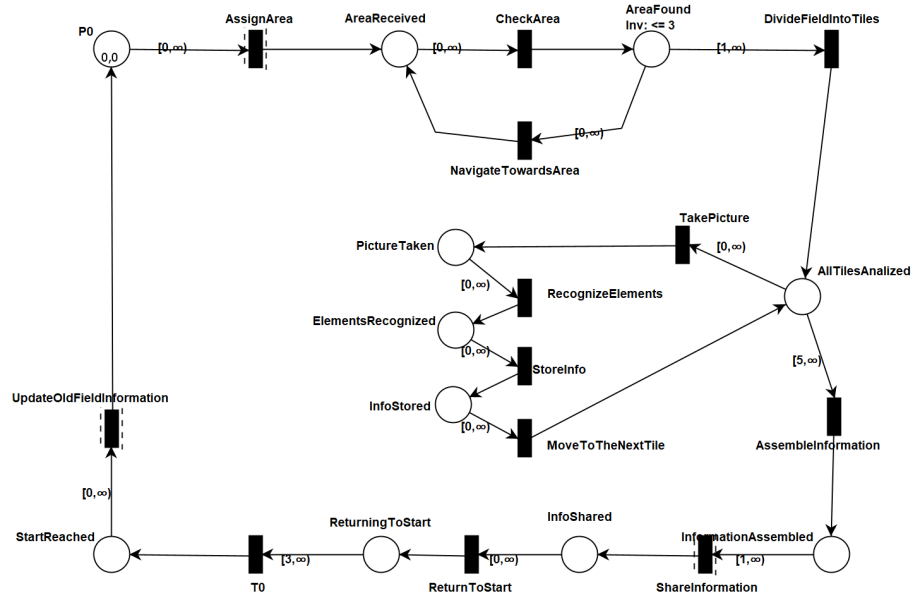 P0
AssignArea
AreaReceived
CheckArea
AreaFound
Inv: <= 3
DivideFieldIntoTiles
0,0
[0,∞)
[0,∞)
[1,∞)
[0,∞)
NavigateTowardsArea
TakePicture
PictureTaken
[0,∞)
AllTilesAnalized
[0,∞)
RecognizeElements
ElementsRecognized
[0,∞)
StoreInfo
[5,∞)
UpdateOldFieldInformation
InfoStored
[0,∞)
MoveToTheNextTile
AssembleInformation
[0,∞)
StartReached
ReturningToStart
InfoShared
InformationAssembled
[3,∞)
[0,∞)
[1,∞)
T0
ReturnToStart
ShareInformation